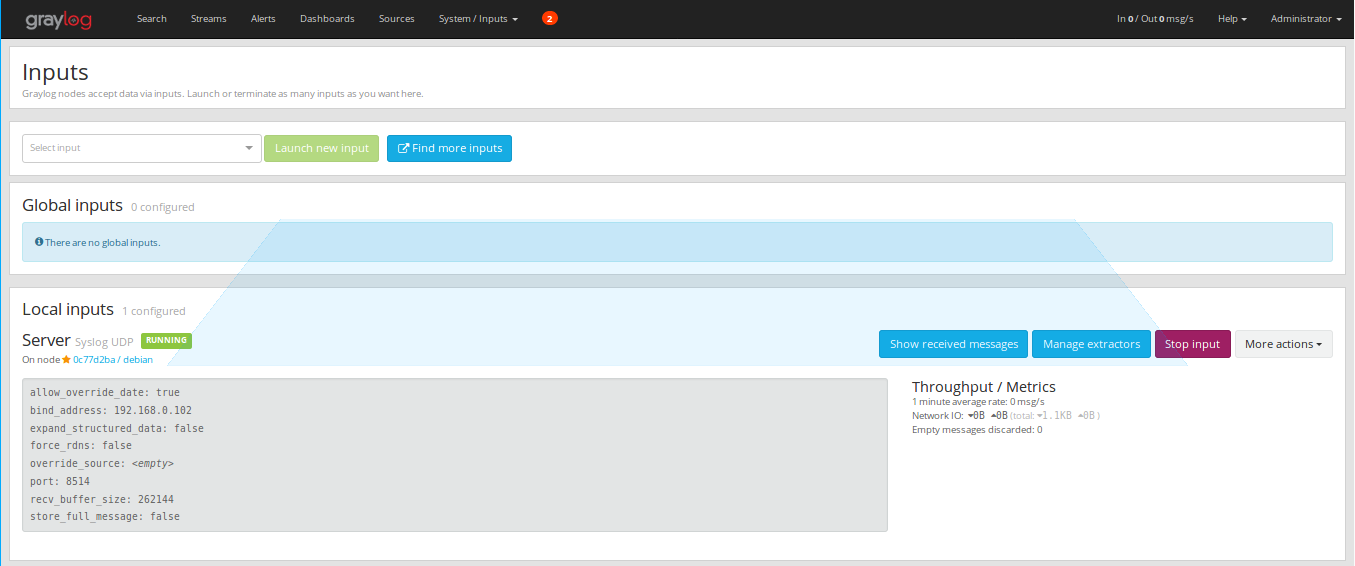 graylog Search Streams Alerts Dashboards Sources System / Inputs 2 In 0 / Out 0 msg/s Help Administrator
Inputs
Graylog nodes accept data via inputs. Launch or terminate as many inputs as you want here.
Select input Launch new input Find more inputs
Global inputs 0 configured
There are no global inputs.
Local inputs 1 configured
Server Syslog UDP RUNNING Show received messages Manage extractors Stop input More actions
On node 0c77d2ba / debian
allow_override_date: true
bind_address: 192.168.0.102
expand_structured_data: false
force_rdns: false
override_source: <empty>
port: 8514
recv_buffer_size: 262144
store_full_message: false
Throughput / Metrics
1 minute average rate: 0 msg/s
Network IO: 0B 0B (total: 1.1KB 0B )
Empty messages discarded: 0